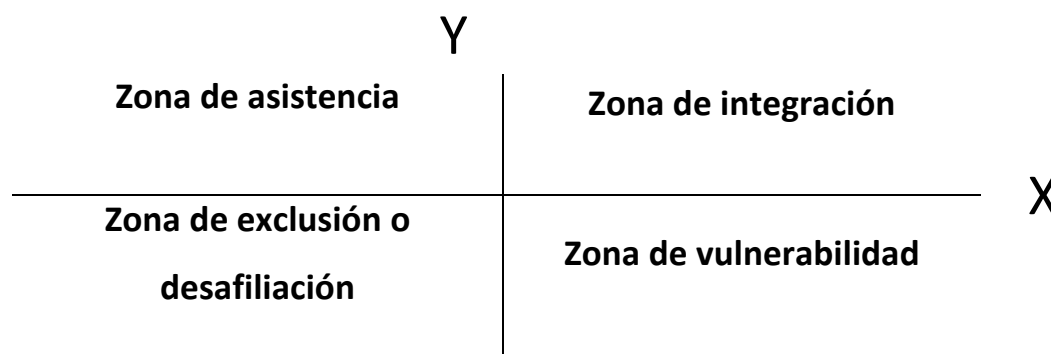 Y
Zona de asistencia
Zona de integración
X
Zona de exclusión o
desafiliación
Zona de vulnerabilidad